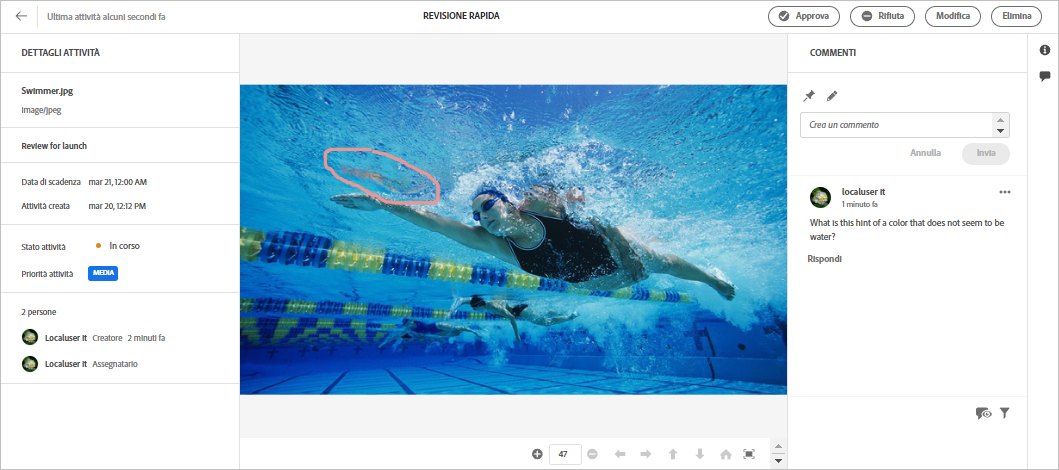 Ultima attività alcuni secondi fa
REVISIONE RAPIDA
Approva
Rifiuta
Modifica
Elimina
DETTAGLI ATTIVITÀ
Swimmer.jpg
image/jpeg
Review for launch
Data di scadenza mar 21, 12:00 AM
Attività creata mar 20, 12:12 PM
Stato attività In corso
Priorità attività MEDIA
2 persone
Localuser It Creatore 2 minuti fa
Localuser It Assegnatario
47
COMMENTI
Crea un commento
Annulla
Invia
localuser it
1 minuto fa
What is this hint of a color that does not seem to be
water?
Rispondi